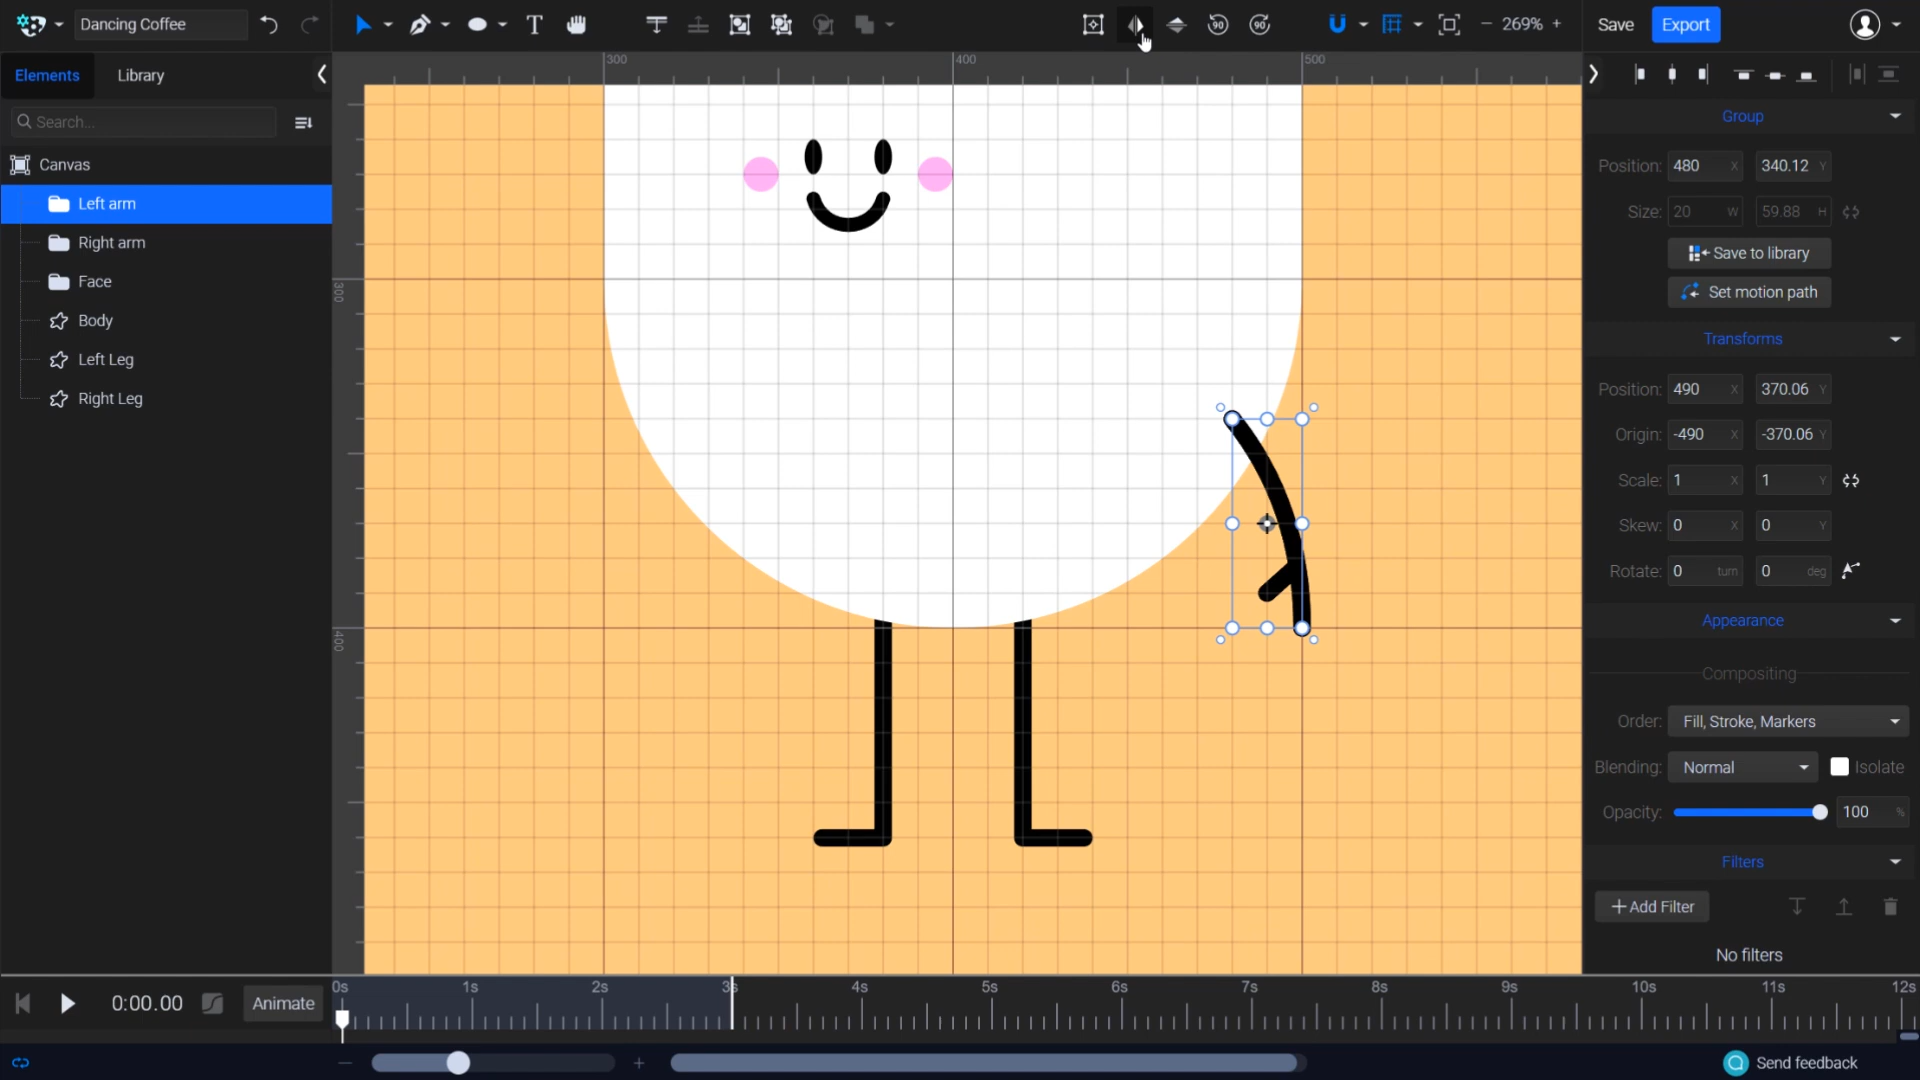 Dancing Coffee
269%
Save
Export
Elements
Library
Search...
Canvas
Left arm
Right arm
Face
Body
Left Leg
Right Leg
300
400
500
300
400
Group
Position: 480 X 340.12 Y
Size: 20 W 59.88 H
Save to library
Set motion path
Transforms
Position: 490 X 370.06 Y
Origin: -490 X -370.06 Y
Scale: 1 X 1 Y
Skew: 0 X 0 Y
Rotate: 0 turn 0 deg
Appearance
Compositing
Order: Fill, Stroke, Markers
Blending: Normal Isolate
Opacity: 100 %
Filters
+ Add Filter
No filters
0:00.00
Animate
0s 1s 2s 3s 4s 5s 6s 7s 8s 9s 10s 11s 12s
Send feedback